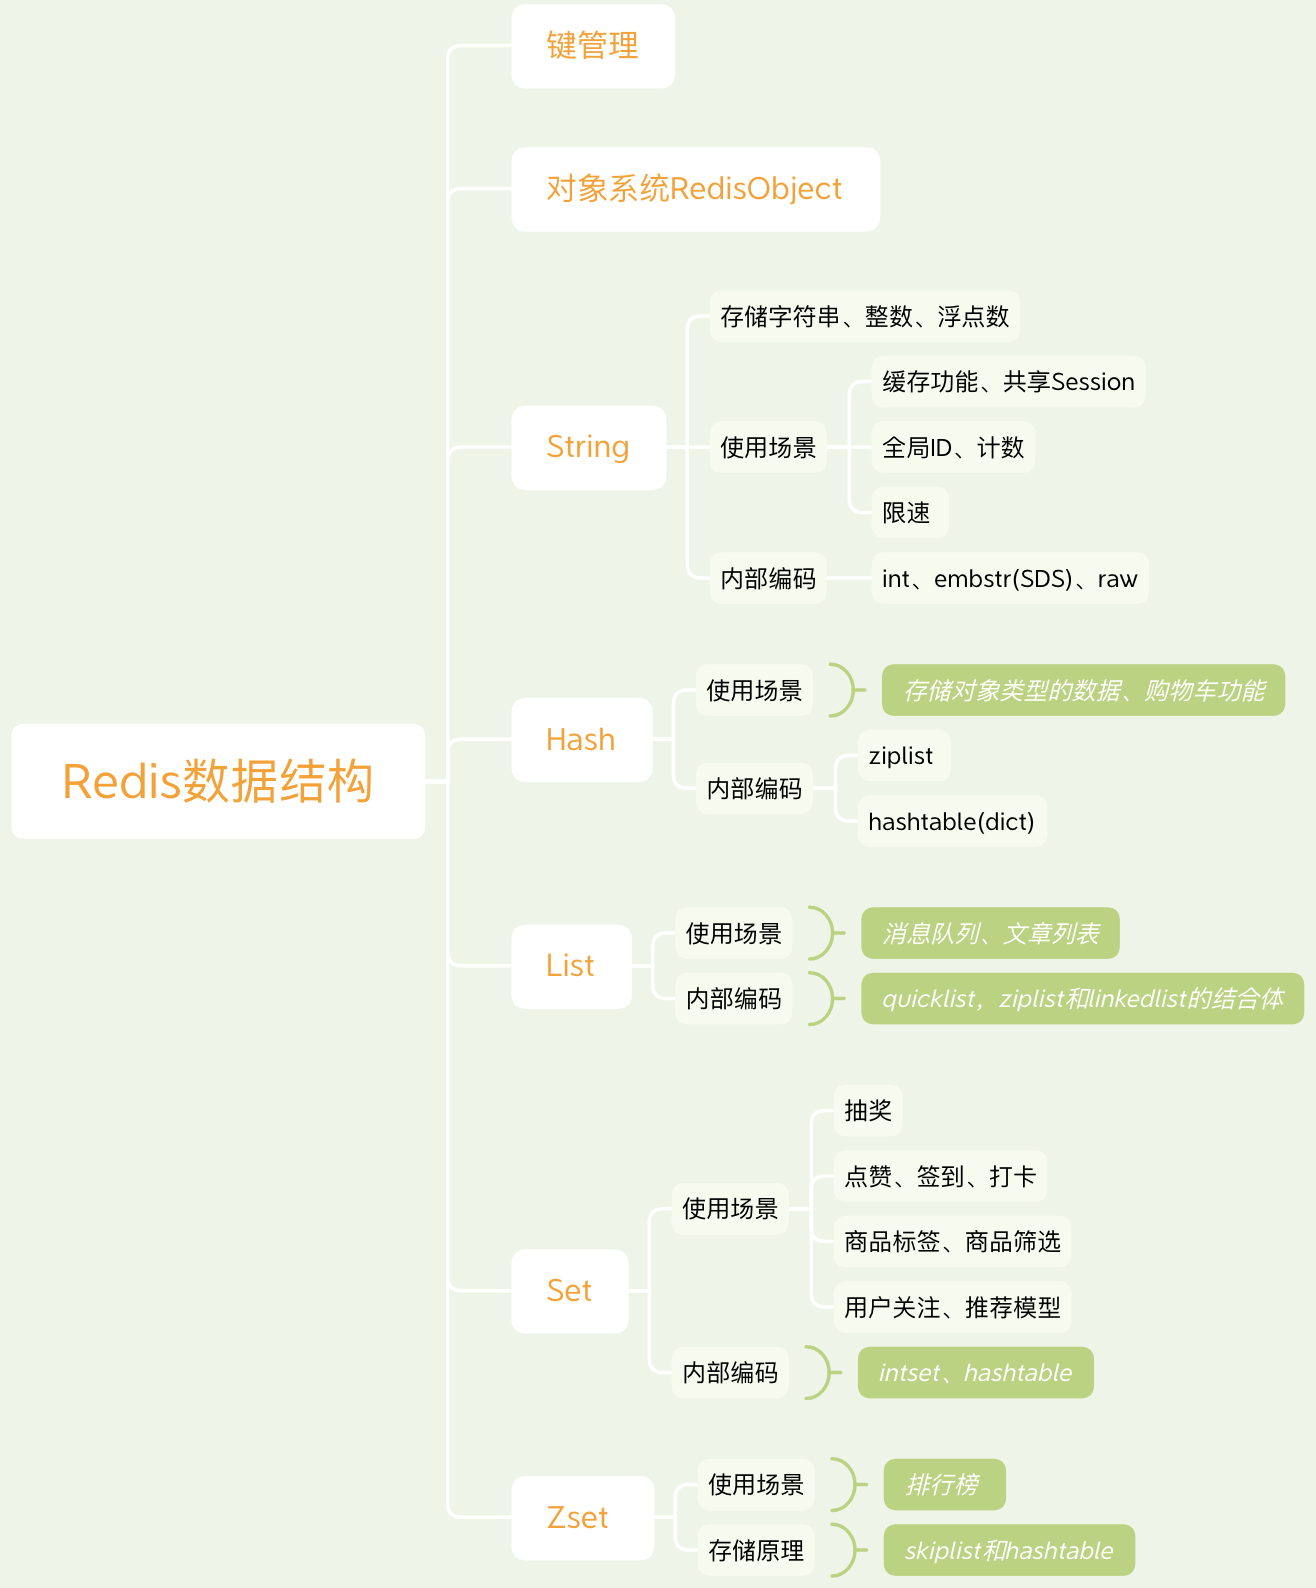 键管理
对象系统RedisObject
存储字符串、整数、浮点数
缓存功能、共享Session
String
使用场景
全局ID、计数
限速
内部编码
int、embstr(SDS)、raw
使用场景
存储对象类型的数据、购物车功能
Hash
ziplist
Redis数据结构
内部编码
hashtable(dict)
使用场景
消息队列、文章列表
List
内部编码
quicklist，ziplist和linkedlist的结合体
抽奖
点赞、签到、打卡
使用场景
商品标签、商品筛选
Set
用户关注、推荐模型
内部编码
intset、hashtable
使用场景
排行榜
Zset
存储原理
skiplist和hashtable